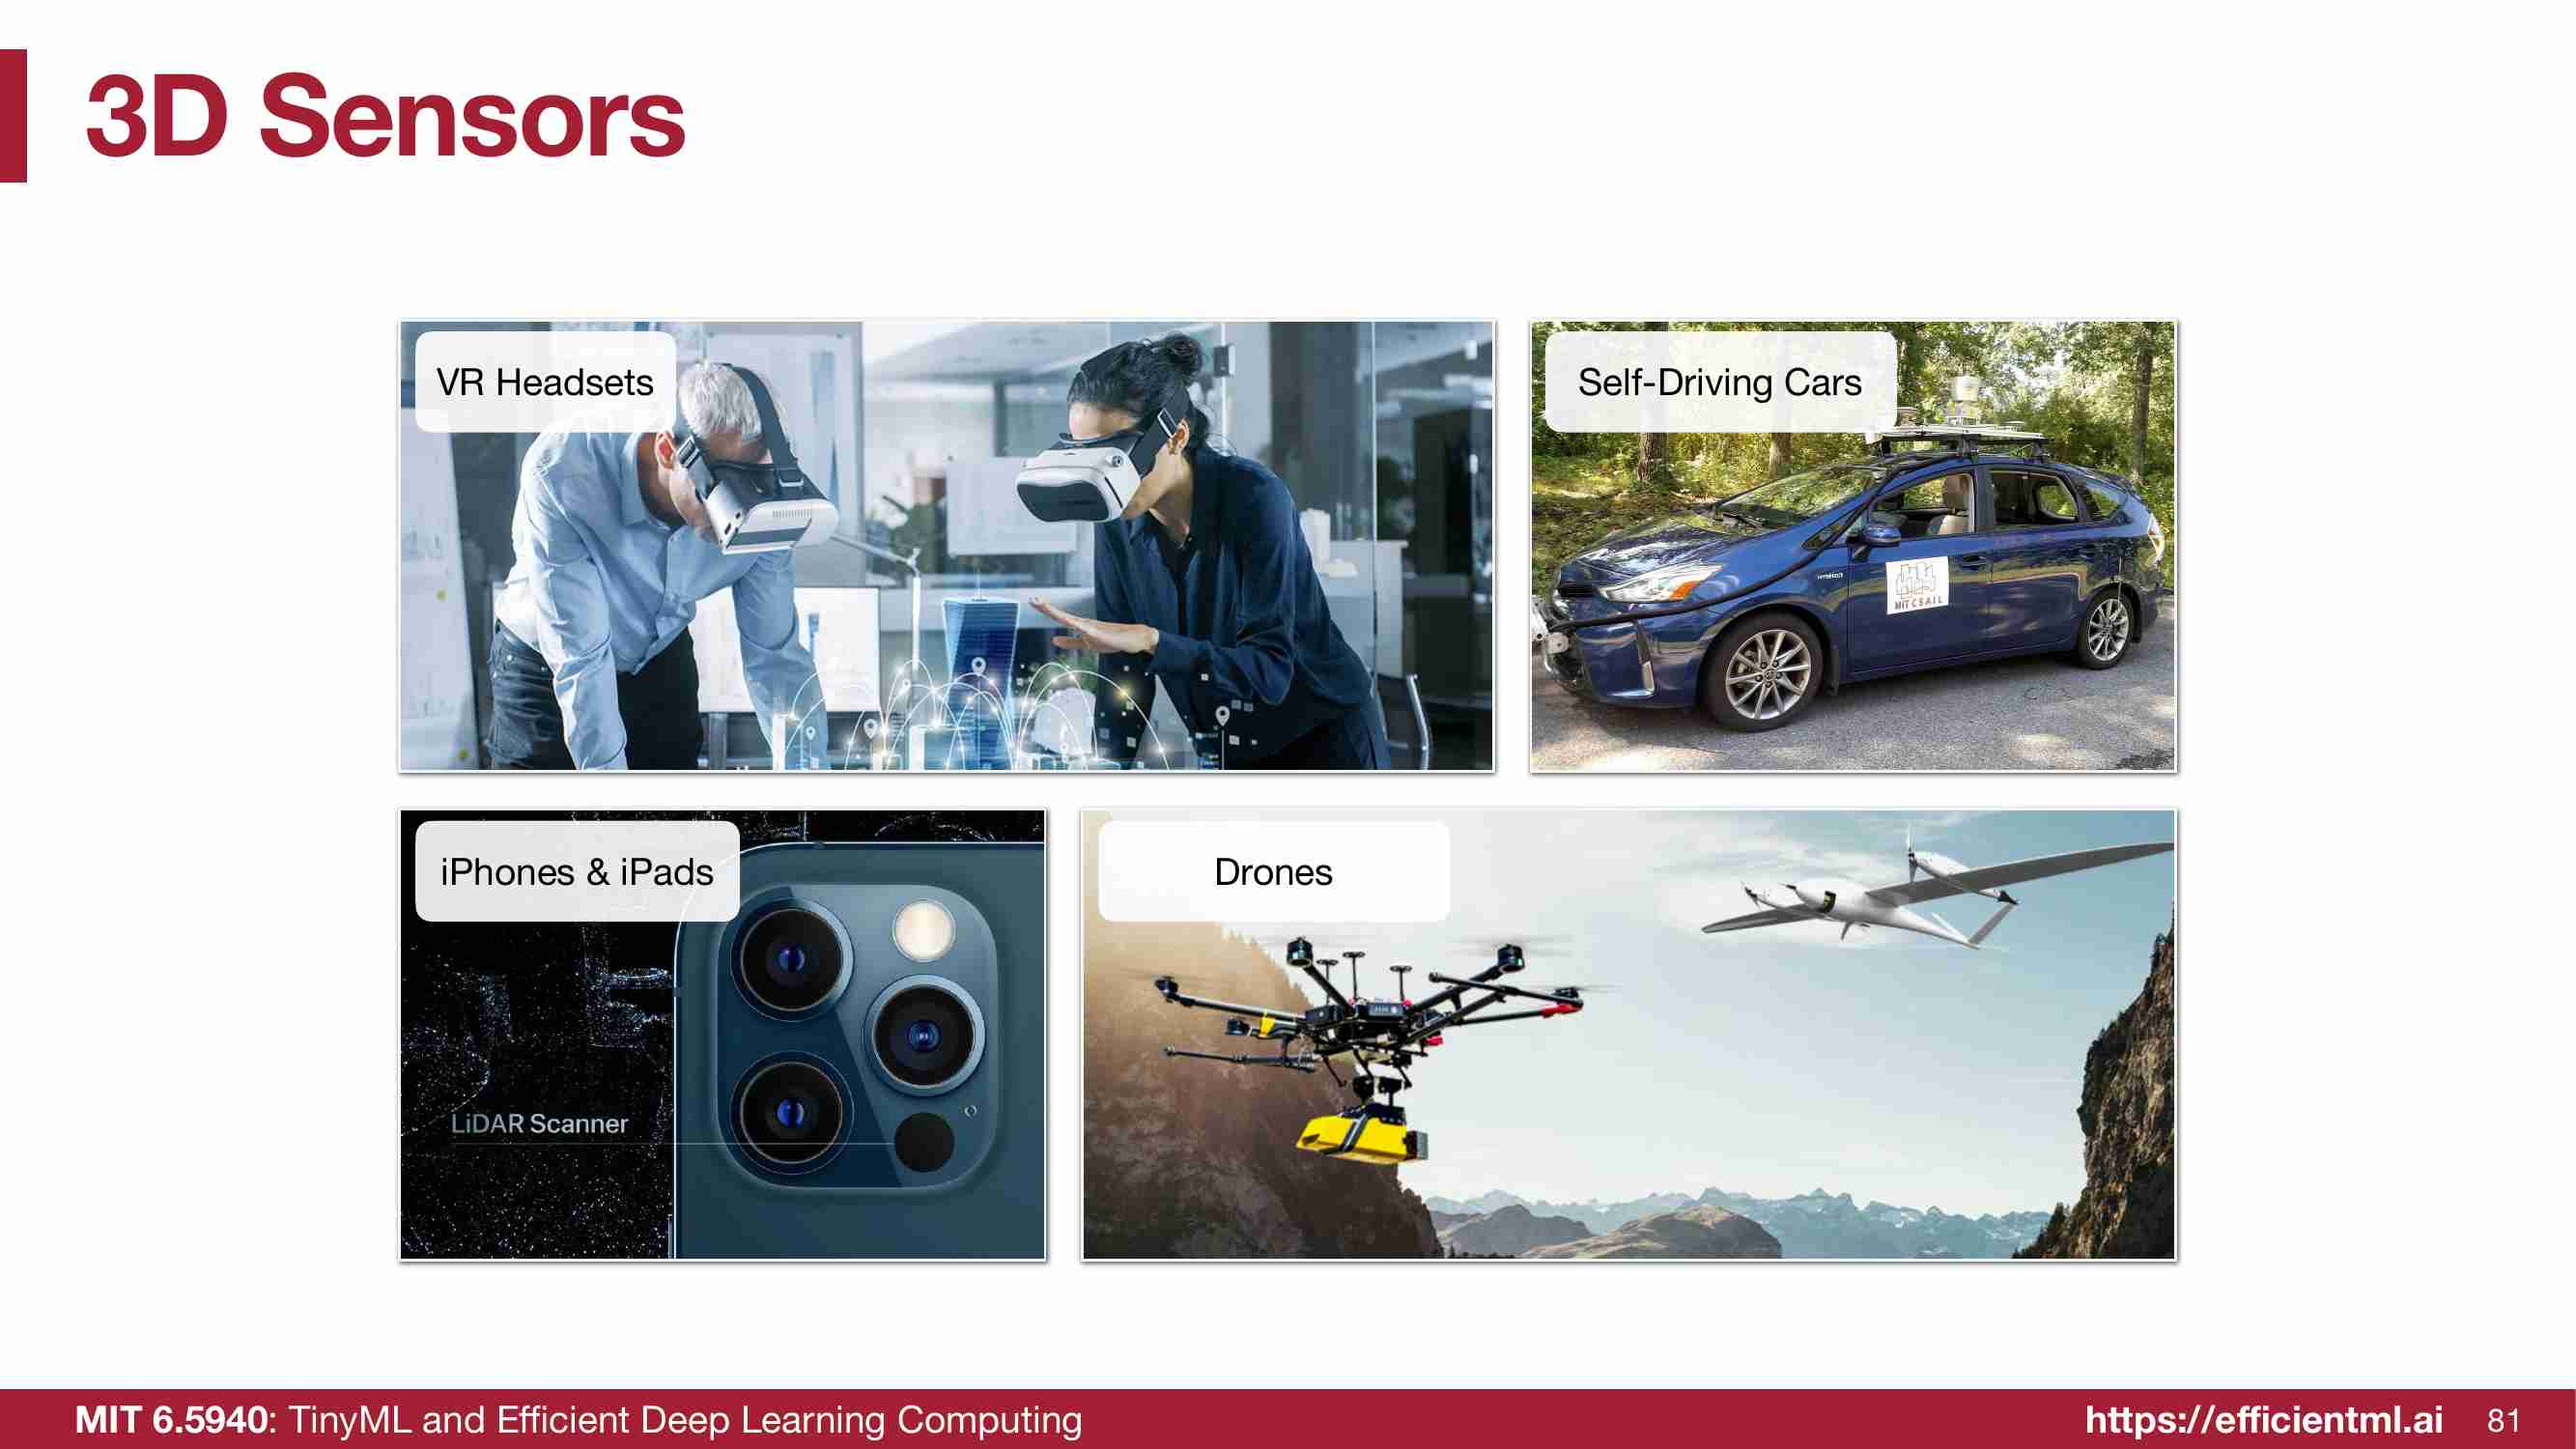 3D Sensors
VR Headsets
Self-Driving Cars
MIT CSAIL
iPhones & iPads
Drones
LiDAR Scanner
MIT 6.5940: TinyML and Efficient Deep Learning Computing
https://efficientml.ai 81